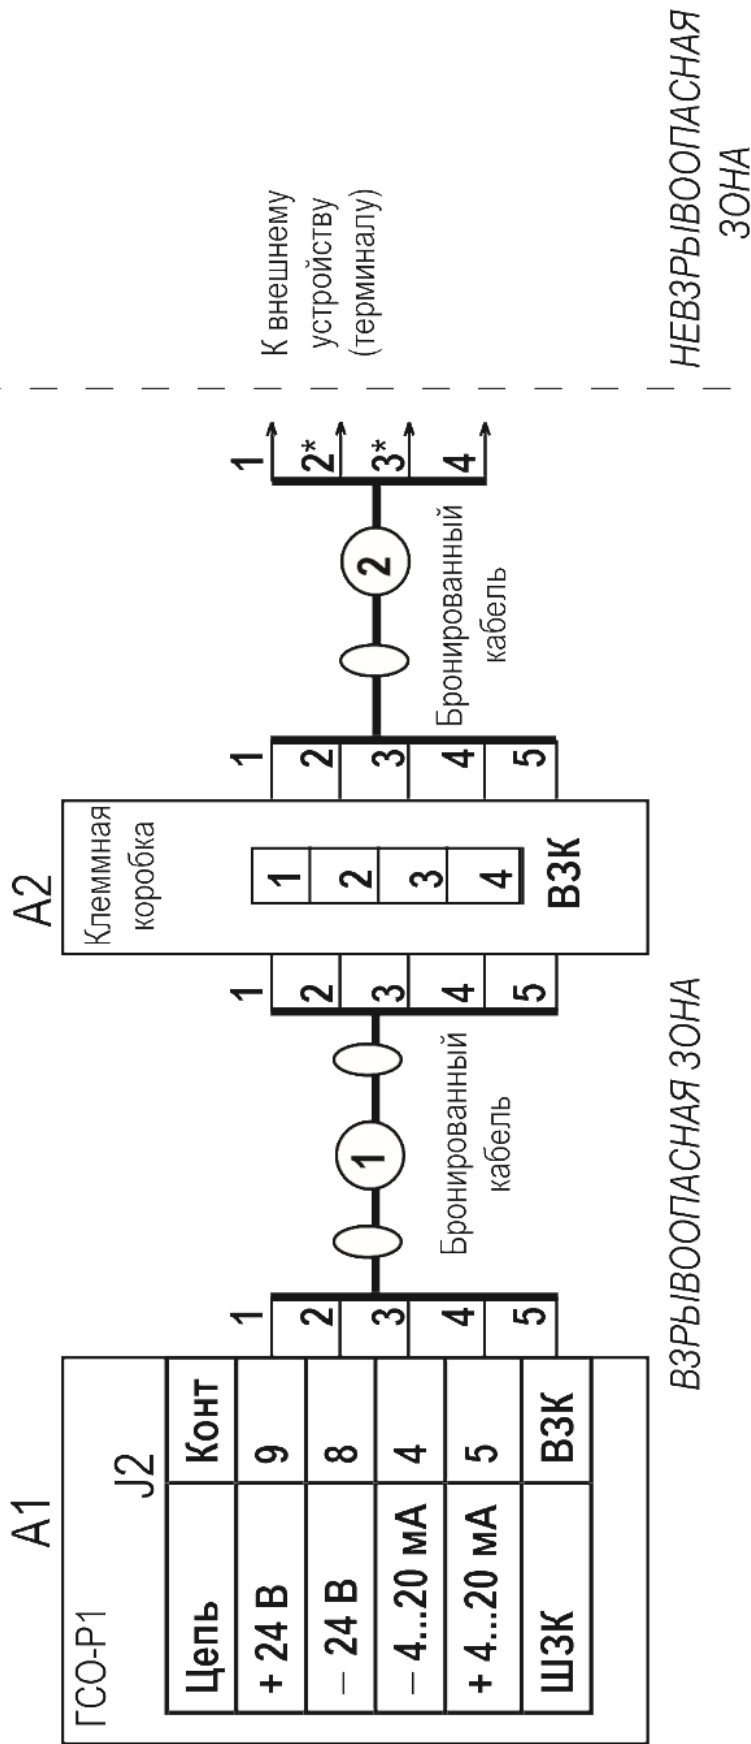 А1
ГСО-Р1
J2
Цепь Конт
+ 24 В 9
– 24 В 8
– 4...20 мА 4
+ 4...20 мА 5
ШЗК ВЗК
1
2
3
4
5
1
Бронированный
кабель
1
2
3
4
5
А2
Клеммная
коробка
1
2
3
4
ВЗК
1
2
3
4
5
2
Бронированный
кабель
1
2*
3*
4
К внешнему
устройству
(терминалу)
ВЗРЫВООПАСНАЯ ЗОНА
НЕВЗРЫВООПАСНАЯ
ЗОНА